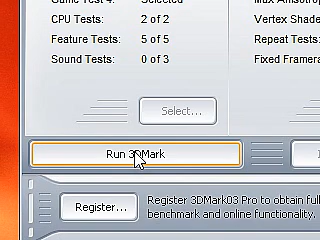 Game Test 4: Selected
CPU Tests: 2 of 2
Feature Tests: 5 of 5
Sound Tests: 0 of 3
Max Anisotrop
Vertex Shade
Repeat Tests:
Fixed Framera
Select...
Run 3DMark
Register...
Register 3DMark03 Pro to obtain full
benchmark and online functionality.